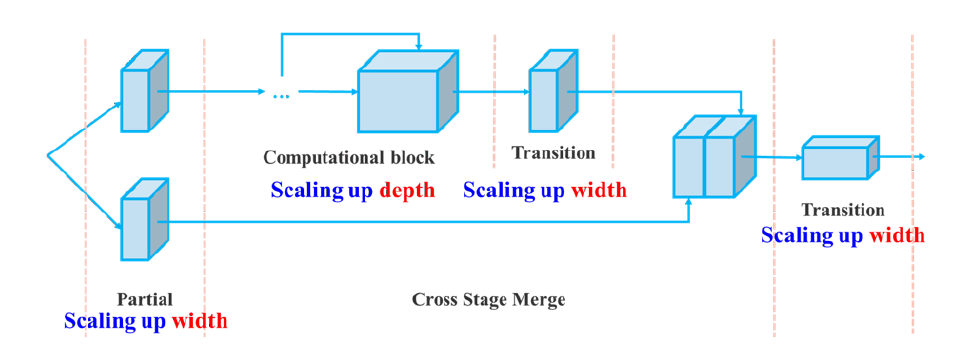 ...
Computational block
Scaling up depth
Transition
Scaling up width
Transition
Scaling up width
Partial
Scaling up width
Cross Stage Merge